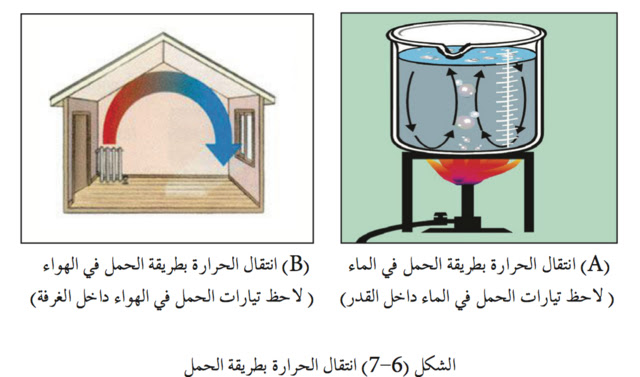 (A) انتقال الحرارة بطريقة الحمل في الماء
( لاحظ تيارات الحمل في الماء داخل القدر)
(B) انتقال الحرارة بطريقة الحمل في الهواء
( لاحظ تيارات الحمل في الهواء داخل الغرفة)
الشكل (6–7) انتقال الحرارة بطريقة الحمل